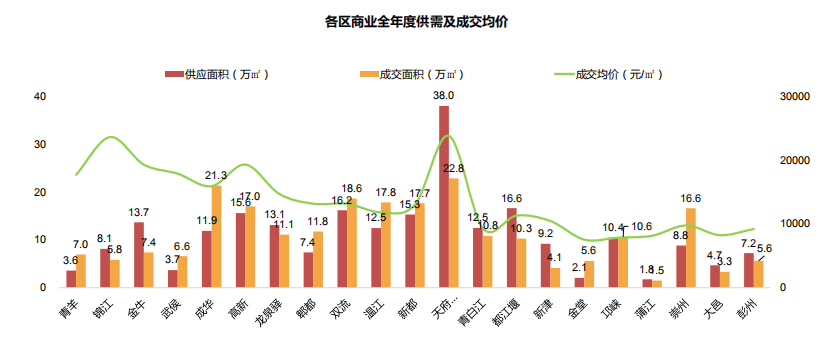 各区商业全年度供需及成交均价
供应面积（万㎡） 成交面积（万㎡） 成交均价（元/㎡）
40 30 20 10 0
30000 20000 10000 0
3.6 7.0 8.1 5.8 13.7 7.4 3.7 6.6 11.9 21.3 15.6 17.0 13.1 11.1 7.4 11.8 16.2 18.6 12.5 17.8 15.3 17.7 38.0 22.8 12.5 10.8 16.6 10.3 9.2 4.1 2.1 5.6 10.4 10.6 1.8 1.5 8.8 16.6 4.7 3.3 7.2 5.6
青羊 锦江 金牛 武侯 成华 高新 龙泉驿 郫都 双流 温江 新都 天府… 青白江 都江堰 新津 金堂 邛崃 蒲江 崇州 大邑 彭州